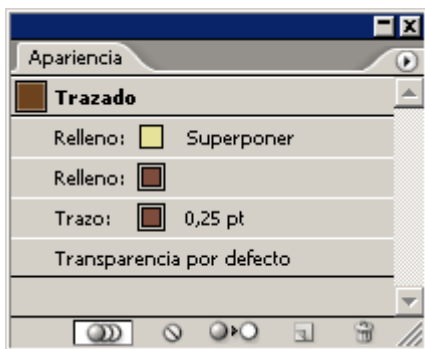 Apariencia
Trazado
Relleno: Superponer
Relleno:
Trazo: 0,25 pt
Transparencia por defecto